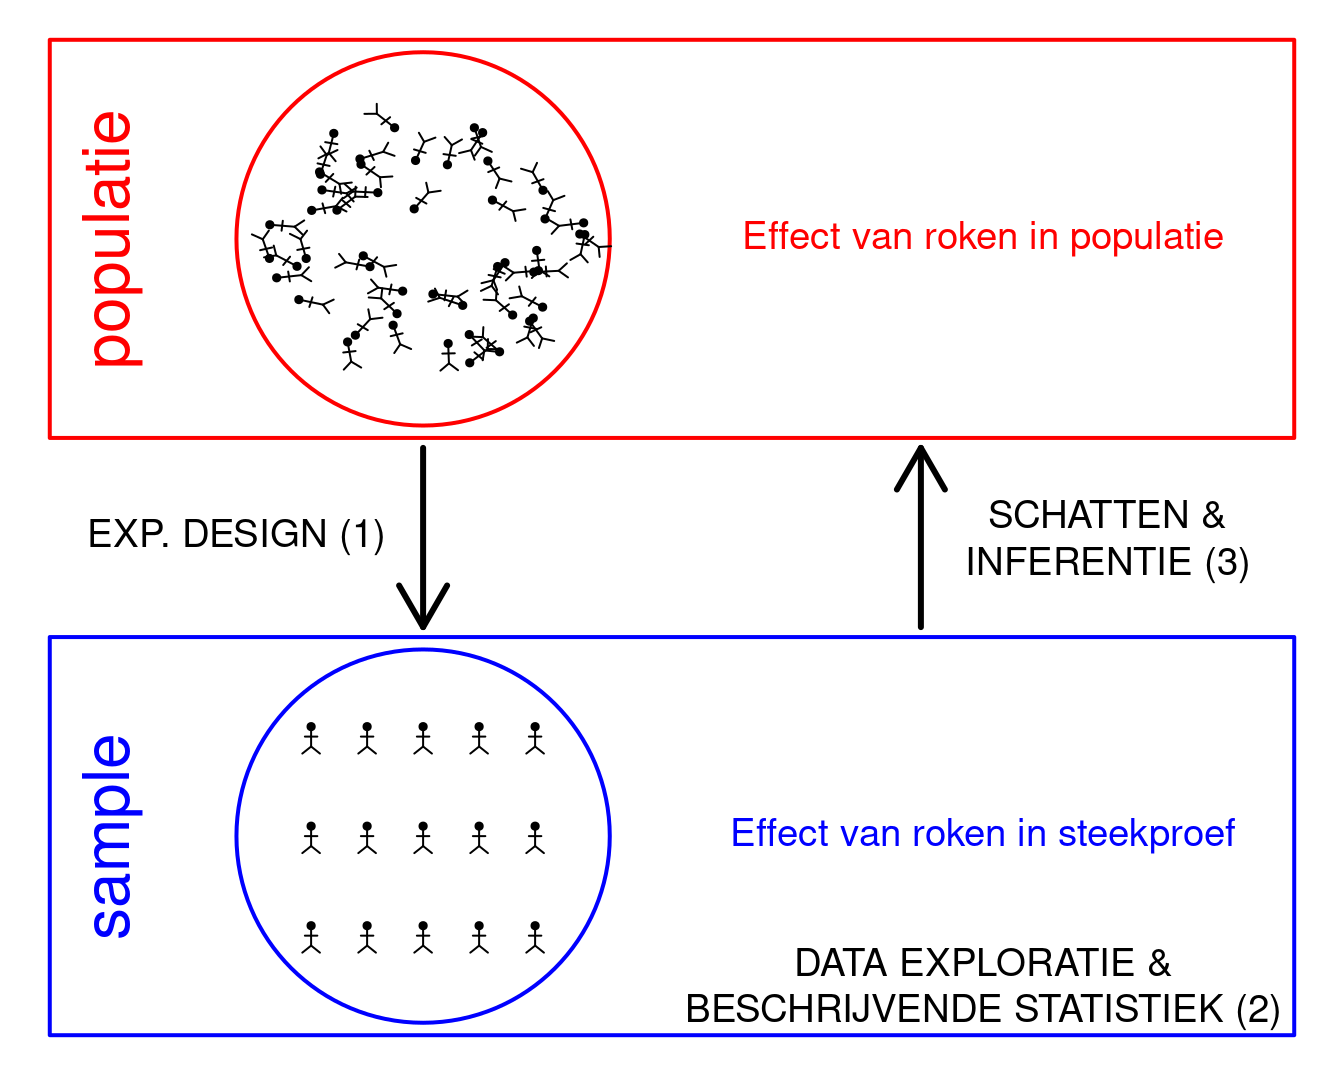 populatie
Effect van roken in populatie
EXP. DESIGN (1)
SCHATTEN &
INFERENTIE (3)
sample
Effect van roken in steekproef
DATA EXPLORATIE &
BESCHRIJVENDE STATISTIEK (2)